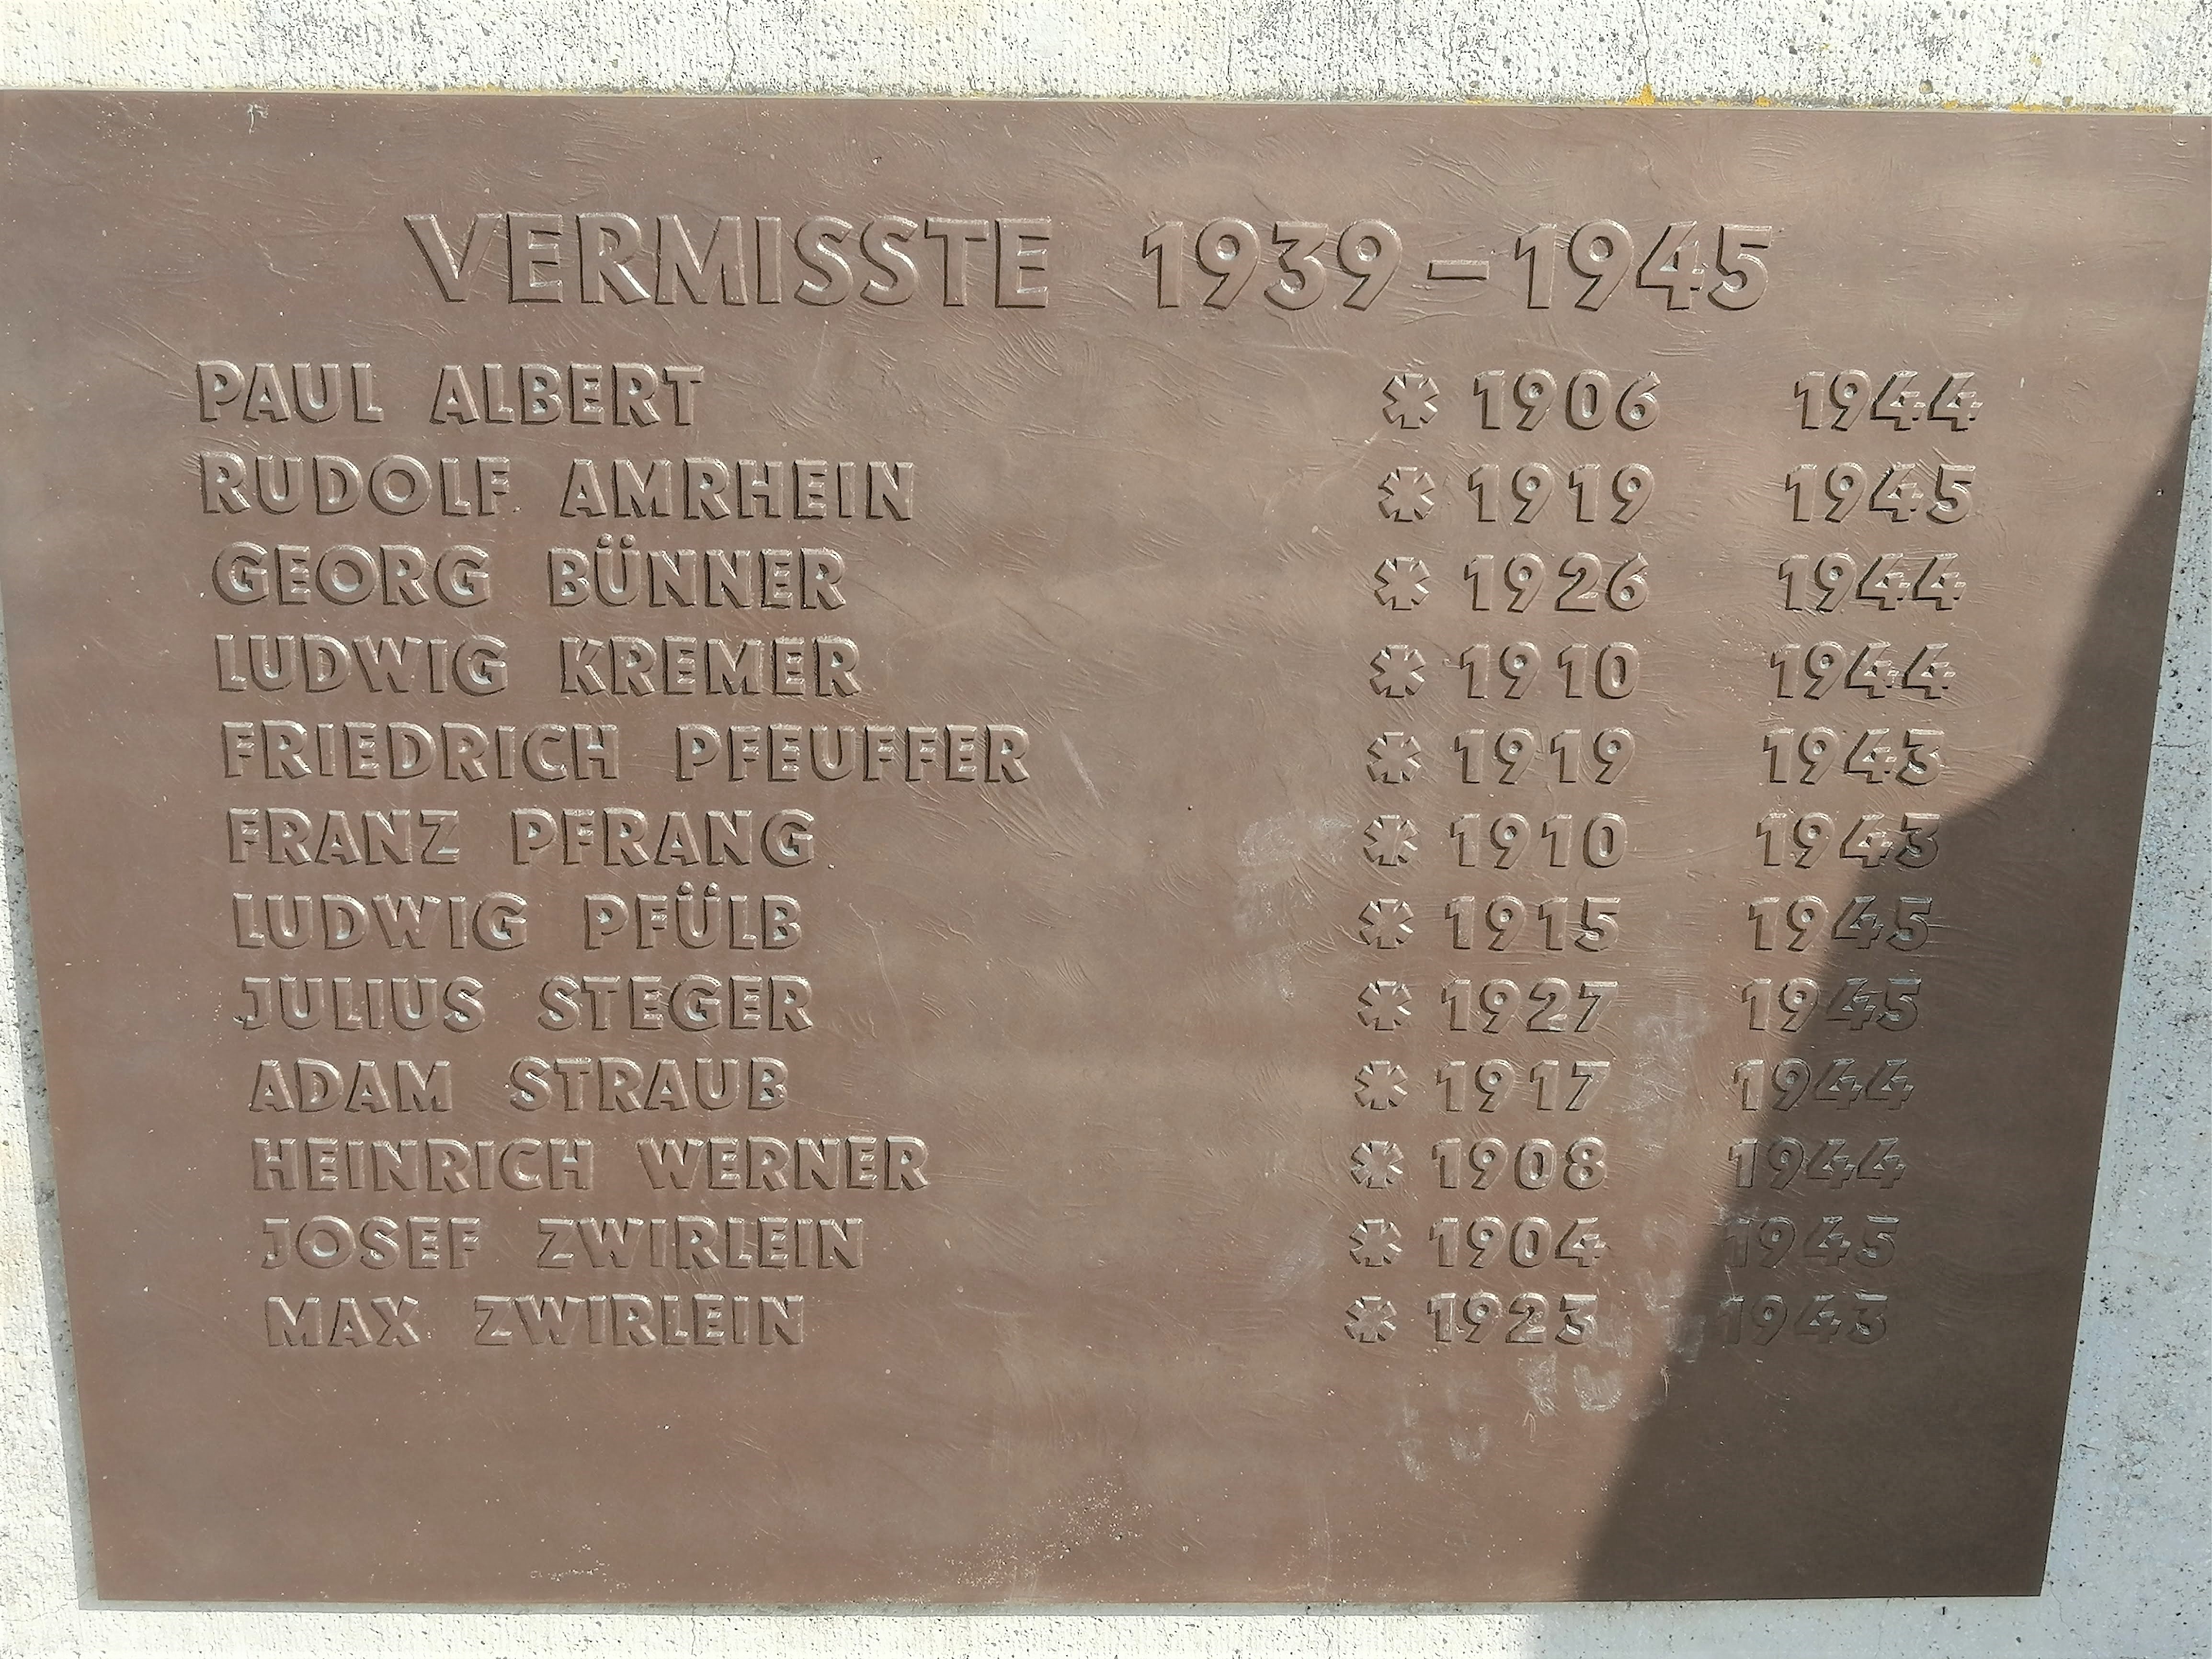 VERMISSTE 1939-1945
PAUL ALBERT * 1906 1944
RUDOLF AMRHEIN * 1919 1945
GEORG BÜNNER * 1926 1944
LUDWIG KREMER * 1910 1944
FRIEDRICH PFEUFFER * 1919 1943
FRANZ PFRANG * 1910 1943
LUDWIG PFÜLB * 1915 1945
JULIUS STEGER * 1927 1945
ADAM STRAUB * 1917 1944
HEINRICH WERNER * 1908 1944
JOSEF ZWIRLEIN * 1904 1945
MAX ZWIRLEIN * 1923 1943